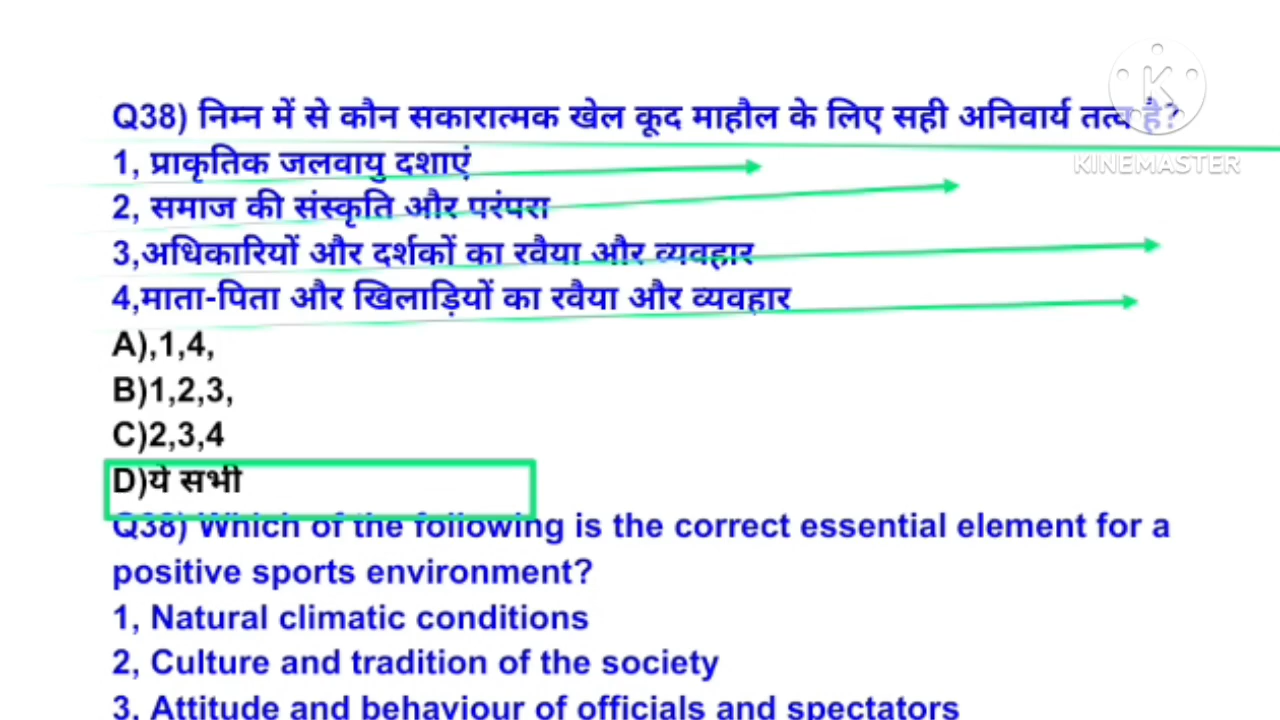 Q38) निम्न में से कौन सकारात्मक खेल कूद माहौल के लिए सही अनिवार्य तत्व है?
KINEMASTER
1, प्राकृतिक जलवायु दशाएं
2, समाज की संस्कृति और परंपरा
3,अधिकारियों और दर्शकों का रवैया और व्यवहार
4,माता-पिता और खिलाड़ियों का रवैया और व्यवहार
A),1,4,
B)1,2,3,
C)2,3,4
D)ये सभी
Q38) Which of the following is the correct essential element for a
positive sports environment?
1, Natural climatic conditions
2, Culture and tradition of the society
3. Attitude and behaviour of officials and spectators